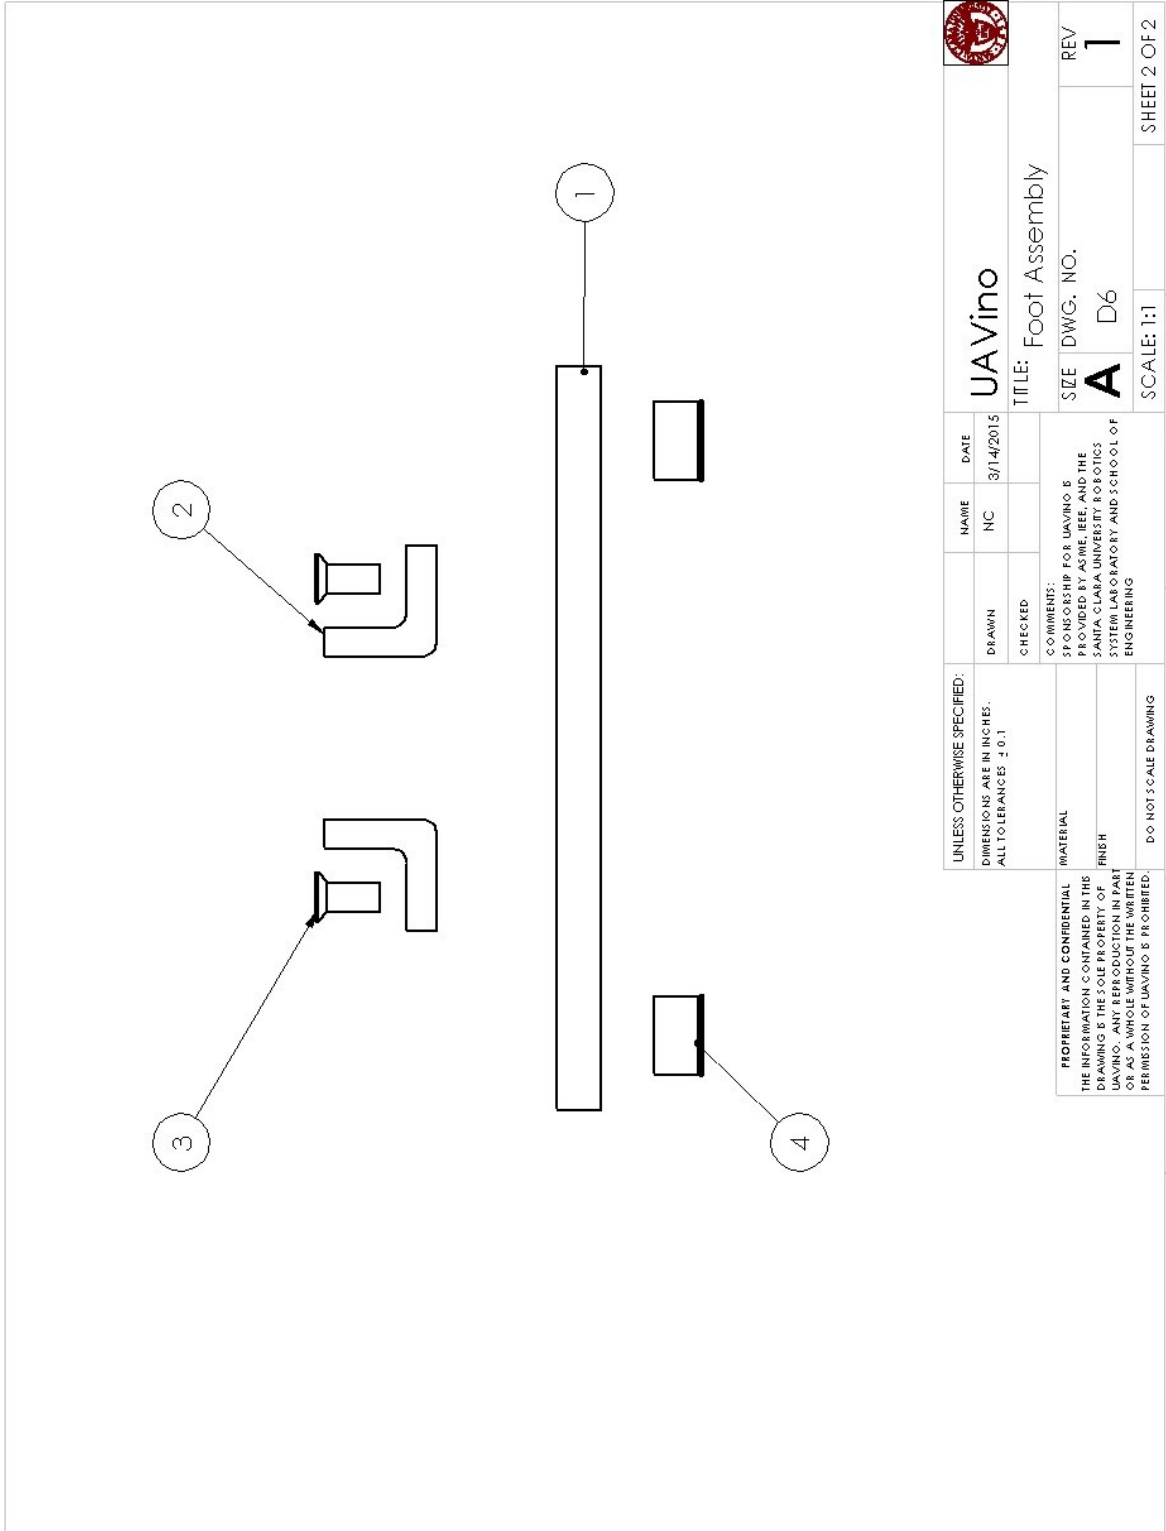 1
2
3
4
PROPRIETARY AND CONFIDENTIAL
THE INFORMATION CONTAINED IN THIS
DRAWING IS THE SOLE PROPERTY OF
UAVINO. ANY REPRODUCTION IN PART
OR AS A WHOLE WITHOUT THE WRITTEN
PERMISSION OF UAVINO IS PROHIBITED.
UNLESS OTHERWISE SPECIFIED:
DIMENSIONS ARE IN INCHES.
ALL TOLERANCES ± 0.1
MATERIAL
FINISH
DO NOT SCALE DRAWING
NAME DATE
DRAWN NC 3/14/2015
CHECKED
COMMENTS:
SPONSORSHIP FOR UAVINO IS
PROVIDED BY ASME, IEEE, AND THE
SANTA CLARA UNIVERSITY ROBOTICS
SYSTEM LABORATORY AND SCHOOL OF
ENGINEERING
UAVino
TITLE:
Foot Assembly
SIZE DWG. NO. REV
A D6 1
SCALE: 1:1 SHEET 2 OF 2